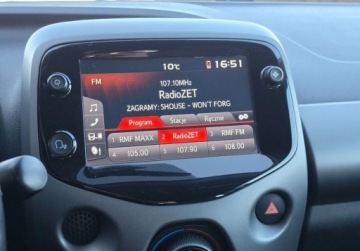 10°C 16:51
FM
107.10MHz
RadioZET
ZAGRAMY: SHOUSE - WON'T FORG
Program Stacje Ręcznie
1 RMF MAXX 2 RadioZET 3 RMF FM
4 105.00 5 107.90 6 108.00